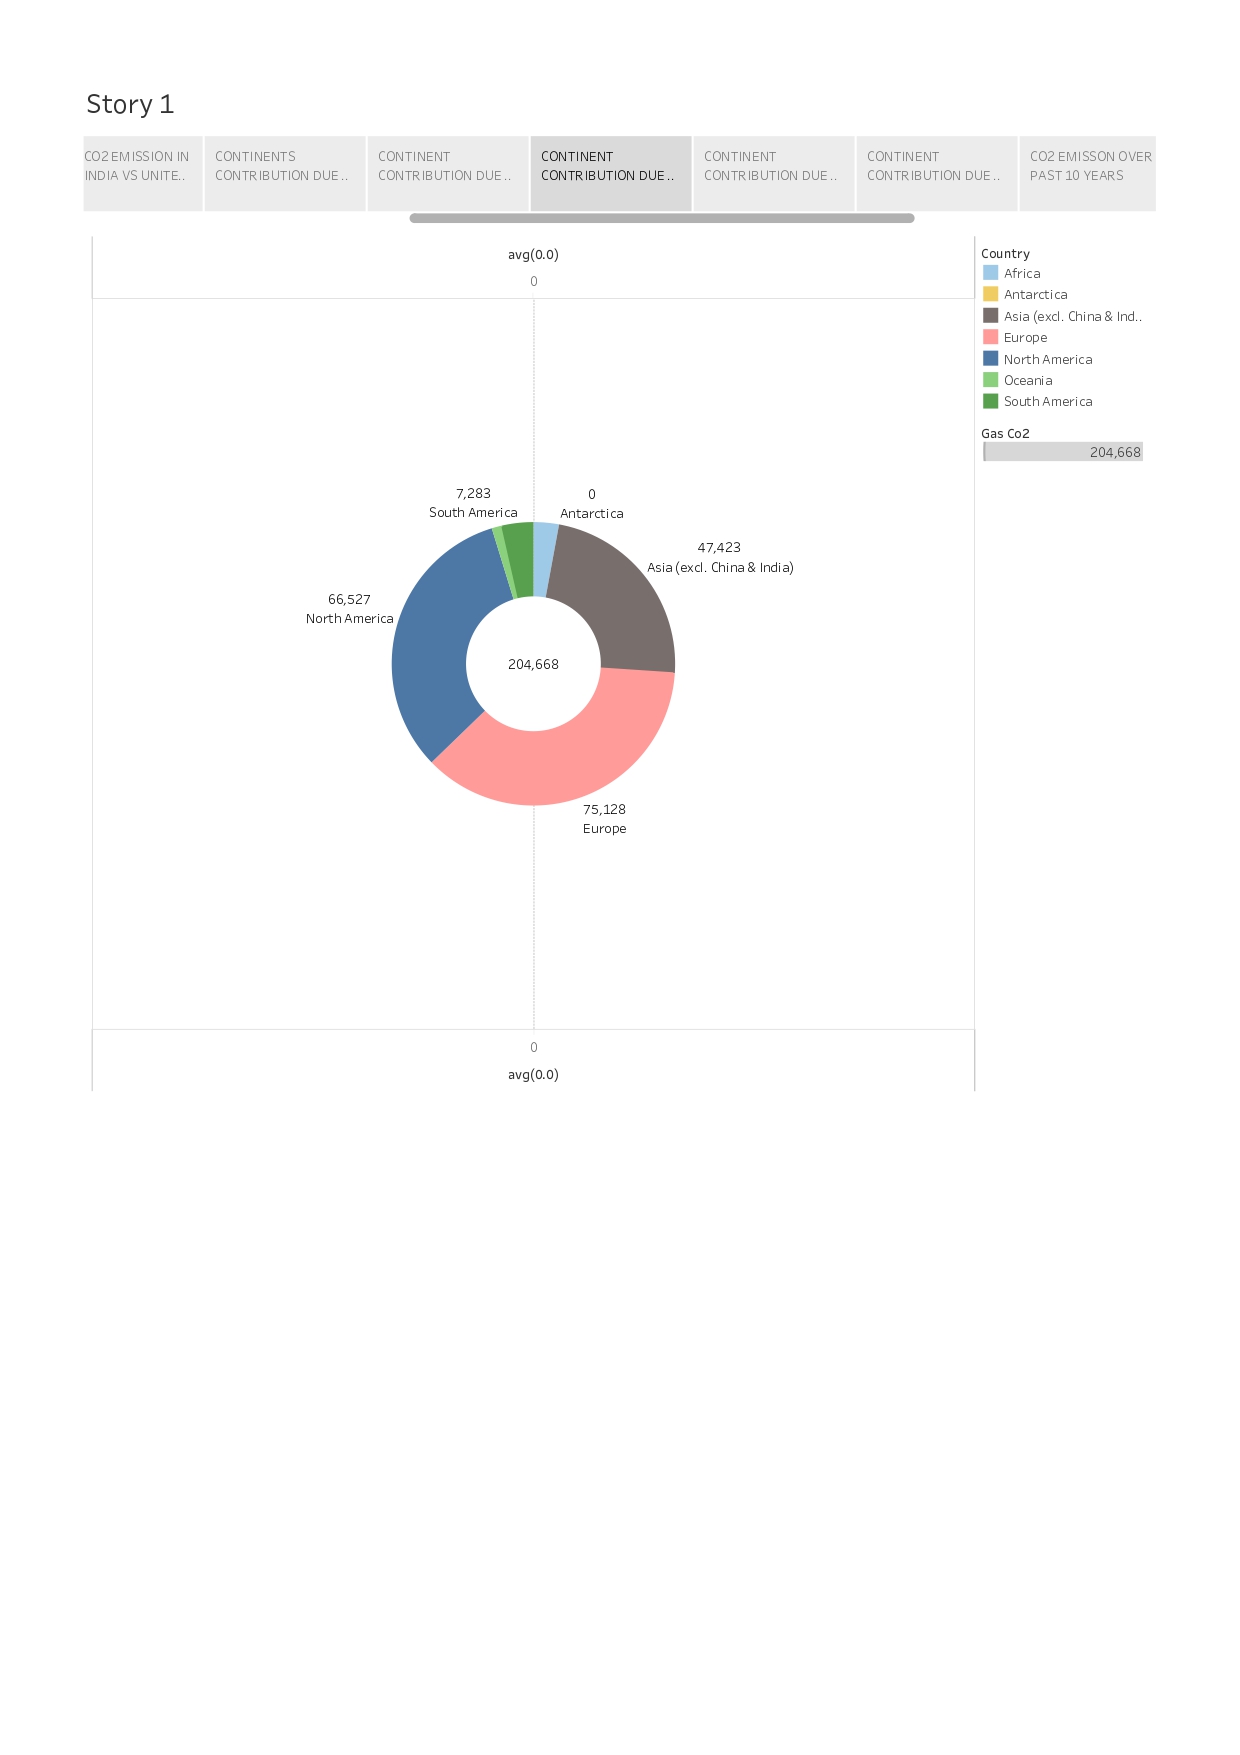 Story 1
CO2 EMISSION IN
INDIA VS UNITE..
CONTINENTS
CONTRIBUTION DUE..
CONTINENT
CONTRIBUTION DUE..
CONTINENT
CONTRIBUTION DUE..
CONTINENT
CONTRIBUTION DUE..
CONTINENT
CONTRIBUTION DUE..
CO2 EMISSON OVER
PAST 10 YEARS
avg(0.0)
0
7,283
South America
0
Antarctica
47,423
Asia (excl. China & India)
66,527
North America
204,668
75,128
Europe
0
avg(0.0)
Country
Africa
Antarctica
Asia (excl. China & Ind..
Europe
North America
Oceania
South America
Gas Co2
204,668